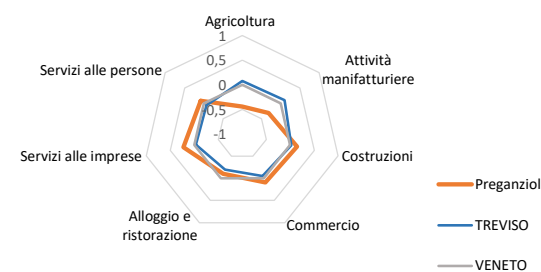 Agricoltura
1
0,5
0
-0,5
-1
Attività
manifatturiere
Costruzioni
Commercio
Alloggio e
ristorazione
Servizi alle imprese
Servizi alle persone
Preganziol
TREVISO
VENETO